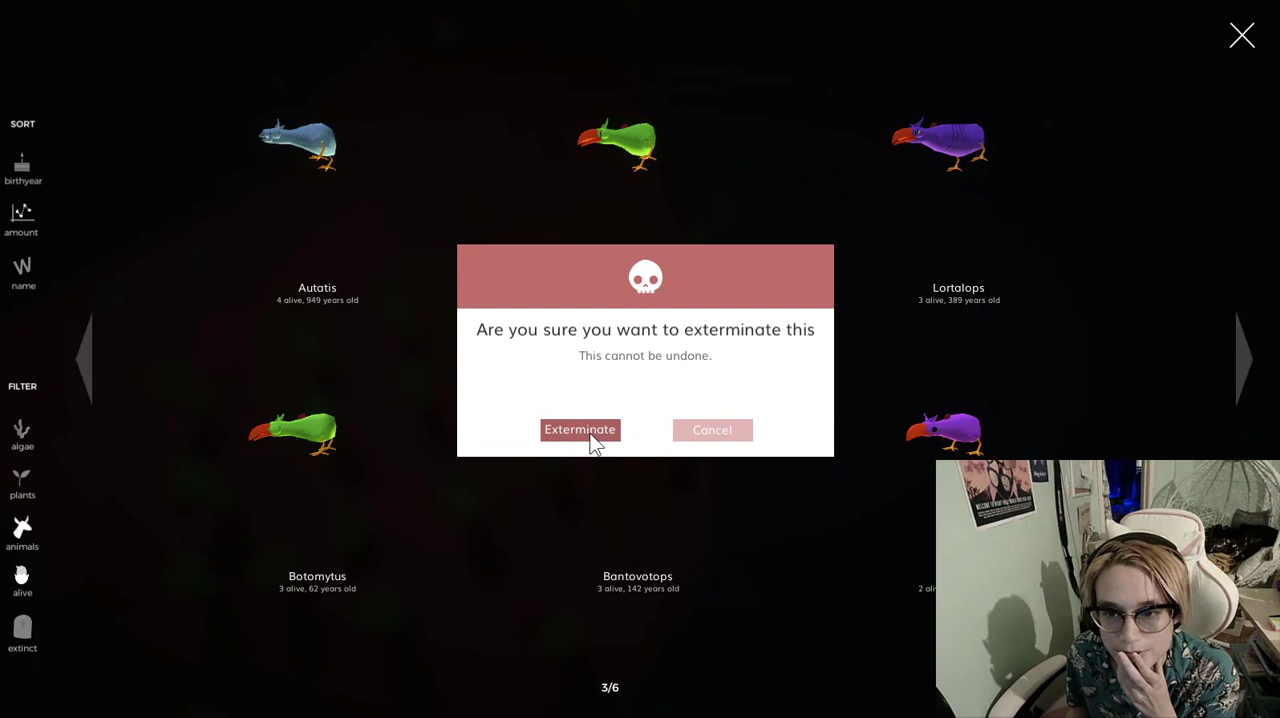 SORT
birthyear
amount
name
FILTER
algae
plants
animals
alive
extinct
Autatis
4 alive, 949 years old
Lortalops
3 alive, 389 years old
Are you sure you want to exterminate this
This cannot be undone.
Exterminate
Cancel
Botomytus
3 alive, 62 years old
Bantovotops
3 alive, 142 years old
2 ali
3/6